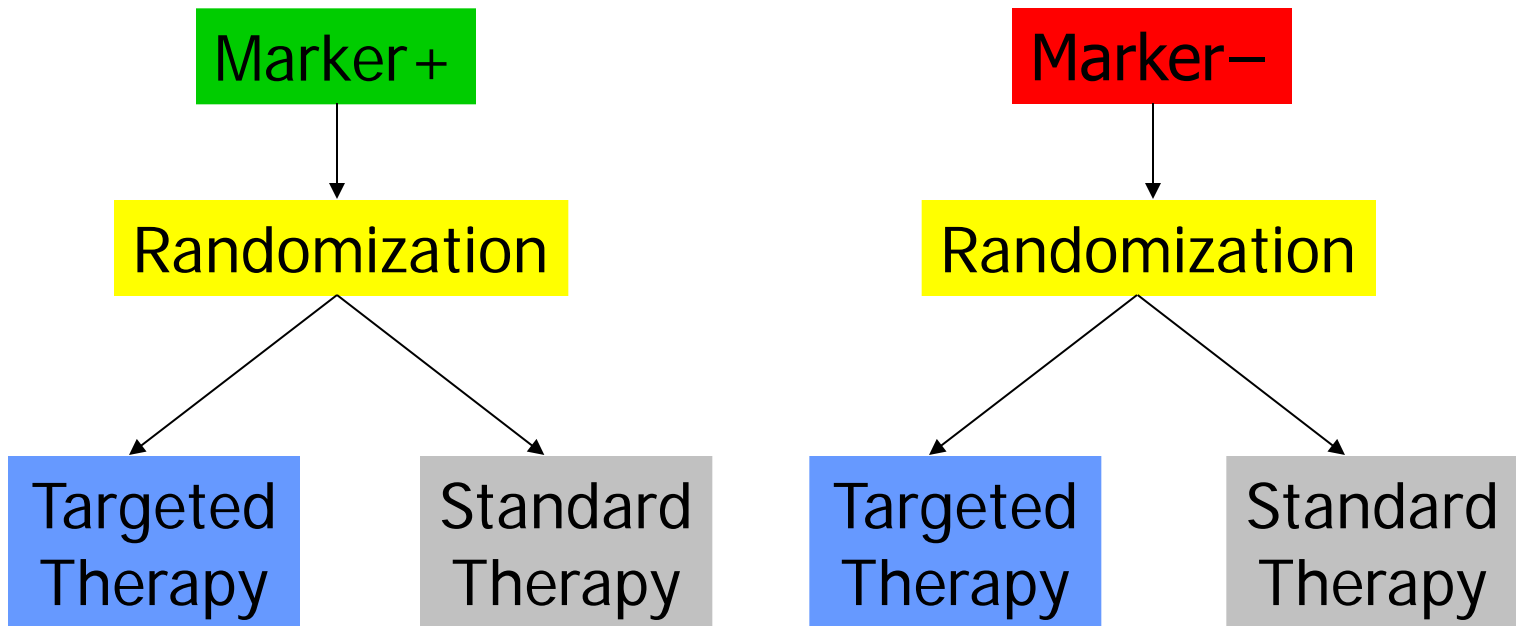 Marker+
Marker−
Randomization
Randomization
Targeted
Therapy
Standard
Therapy
Targeted
Therapy
Standard
Therapy